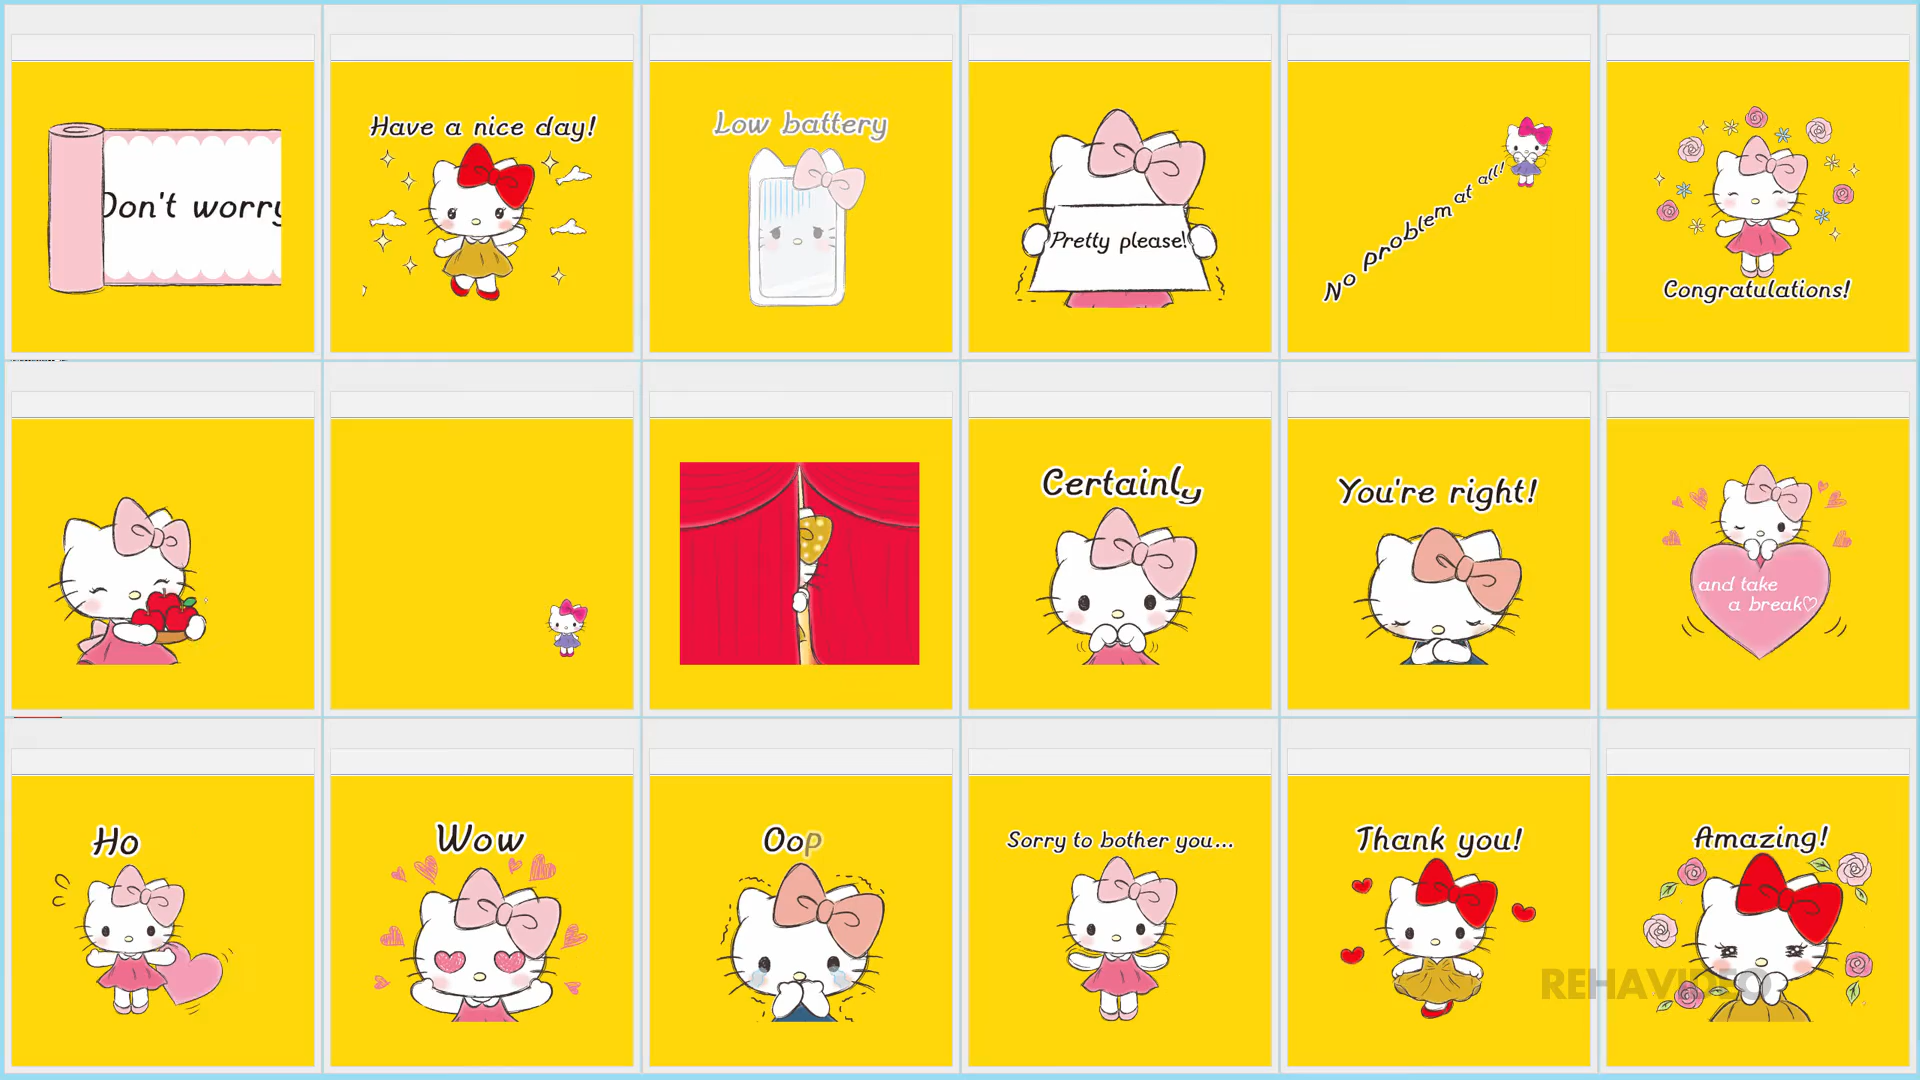 Don't worry
Have a nice day!
Low battery
Pretty please!
No problem at all!
Congratulations!
Certainly
You're right!
and take
a break♡
Ho
Wow
Oop
Sorry to bother you...
Thank you!
Amazing!
REHAVIDEO